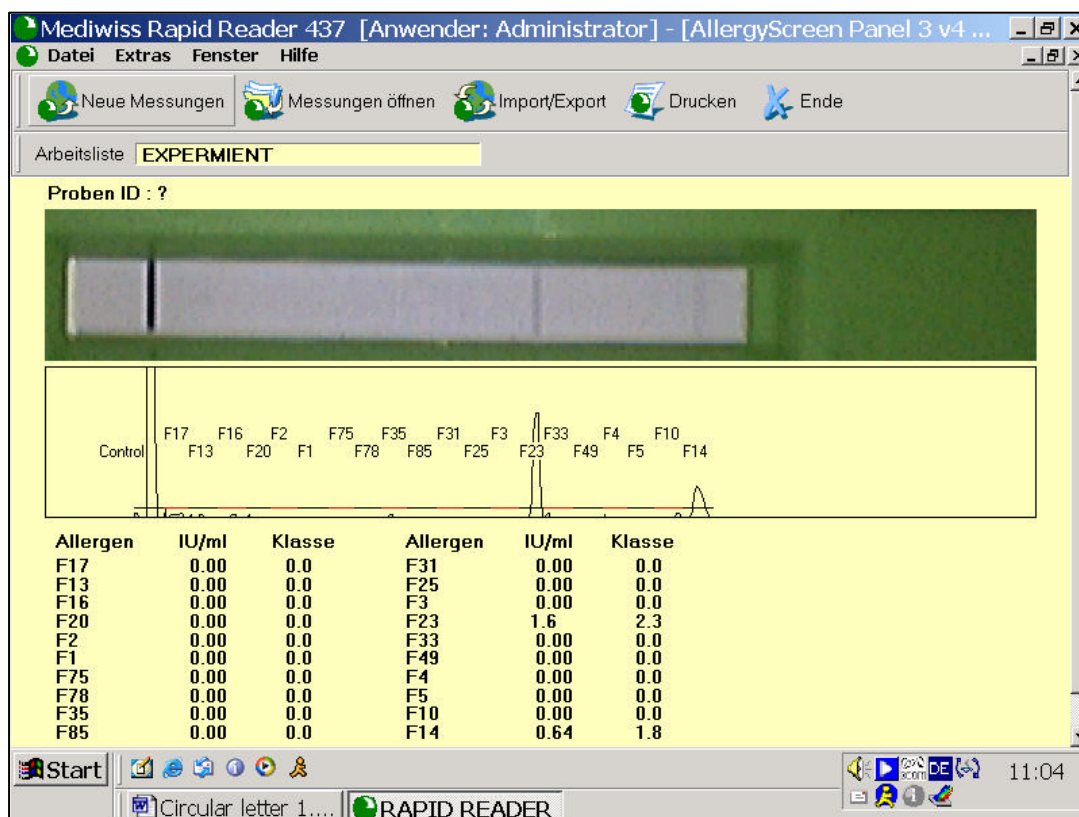 Mediwiss Rapid Reader 437 [Anwender: Administrator] - [AllergyScreen Panel 3 v4 ...
Datei Extras Fenster Hilfe
Neue Messungen Messungen öffnen Import/Export Drucken Ende
Arbeitsliste EXPERMIENT
Proben ID : ?
F17 F16 F2 F75 F35 F31 F3 F33 F4 F10
Control F13 F20 F1 F78 F85 F25 F23 F49 F5 F14
Allergen IU/ml Klasse Allergen IU/ml Klasse
F17 0.00 0.0 F31 0.00 0.0
F13 0.00 0.0 F25 0.00 0.0
F16 0.00 0.0 F3 0.00 0.0
F20 0.00 0.0 F23 1.6 2.3
F2 0.00 0.0 F33 0.00 0.0
F1 0.00 0.0 F49 0.00 0.0
F75 0.00 0.0 F4 0.00 0.0
F78 0.00 0.0 F5 0.00 0.0
F35 0.00 0.0 F10 0.00 0.0
F85 0.00 0.0 F14 0.64 1.8
Start DE 11:04
Circular letter 1.... RAPID READER